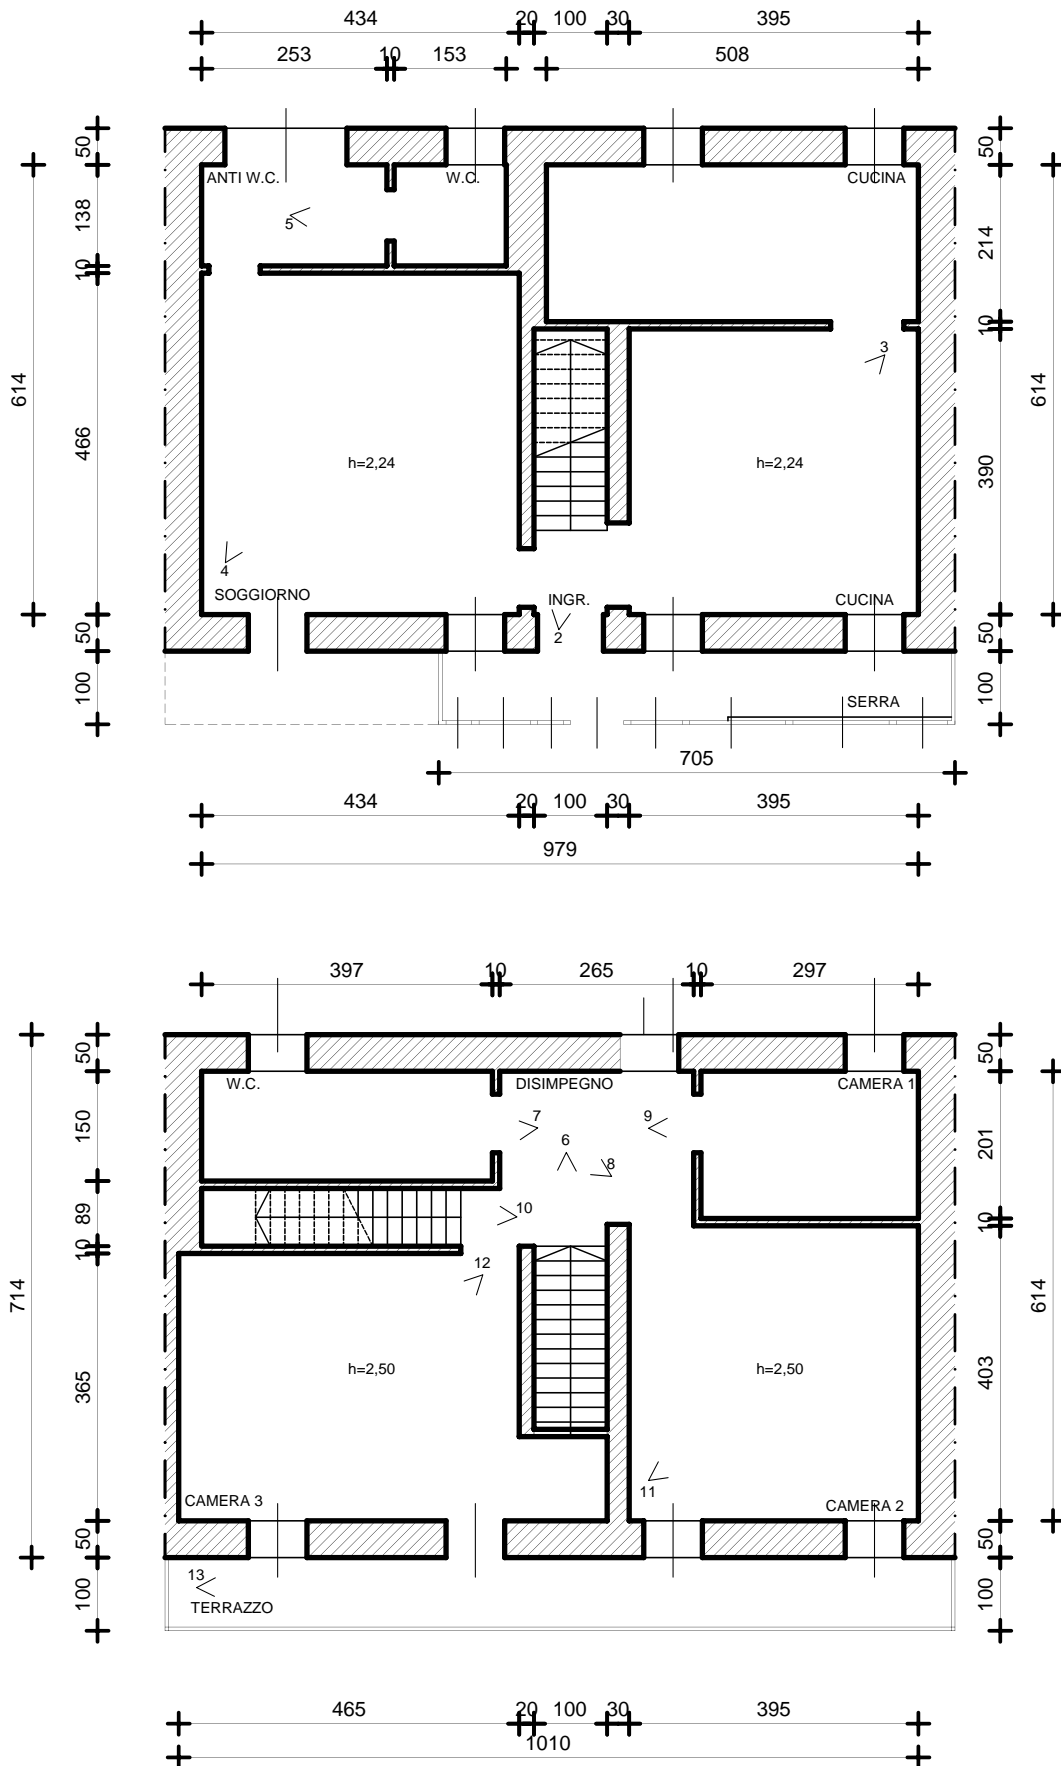 434 20 100 30 395
253 10 153 508
50 50
ANTI W.C. W.C. CUCINA
138 5 214
10 10
3
614 466 h=2,24 h=2,24 390 614
4
SOGGIORNO INGR. CUCINA
50 2 50
100 SERRA 100
705
434 20 100 30 395
979
397 10 265 10 297
50 50
W.C. DISIMPEGNO CAMERA 1
150 7 9 201
6 8
89 10 10
10 12
714 365 h=2,50 h=2,50 403 614
11
CAMERA 3 CAMERA 2
50 50
100 13 100
TERRAZZO
465 20 100 30 395
1010